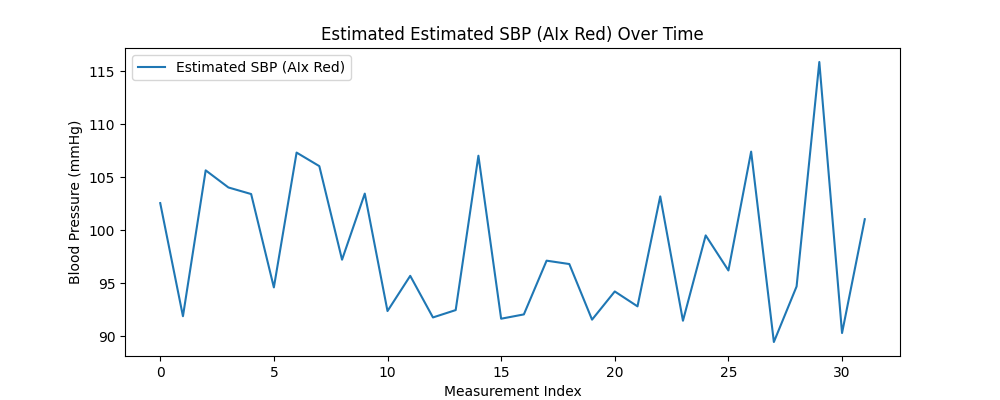 Estimated Estimated SBP (AIx Red) Over Time
Estimated SBP (AIx Red)
Blood Pressure (mmHg)
115
110
105
100
95
90
0 5 10 15 20 25 30
Measurement Index